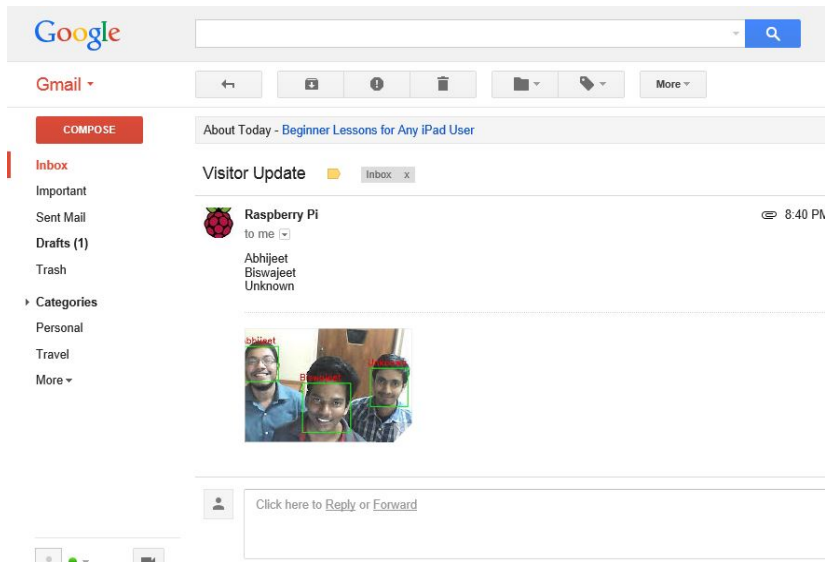 Google
Gmail
More
COMPOSE
About Today - Beginner Lessons for Any iPad User
Inbox
Visitor Update Inbox x
Important
Sent Mail
Raspberry Pi 8:40 PM
to me
Drafts (1)
Abhijeet
Biswajeet
Unknown
Trash
Categories
Personal
Travel
More
bhijeet
Biswajeet
Unknown
Click here to Reply or Forward